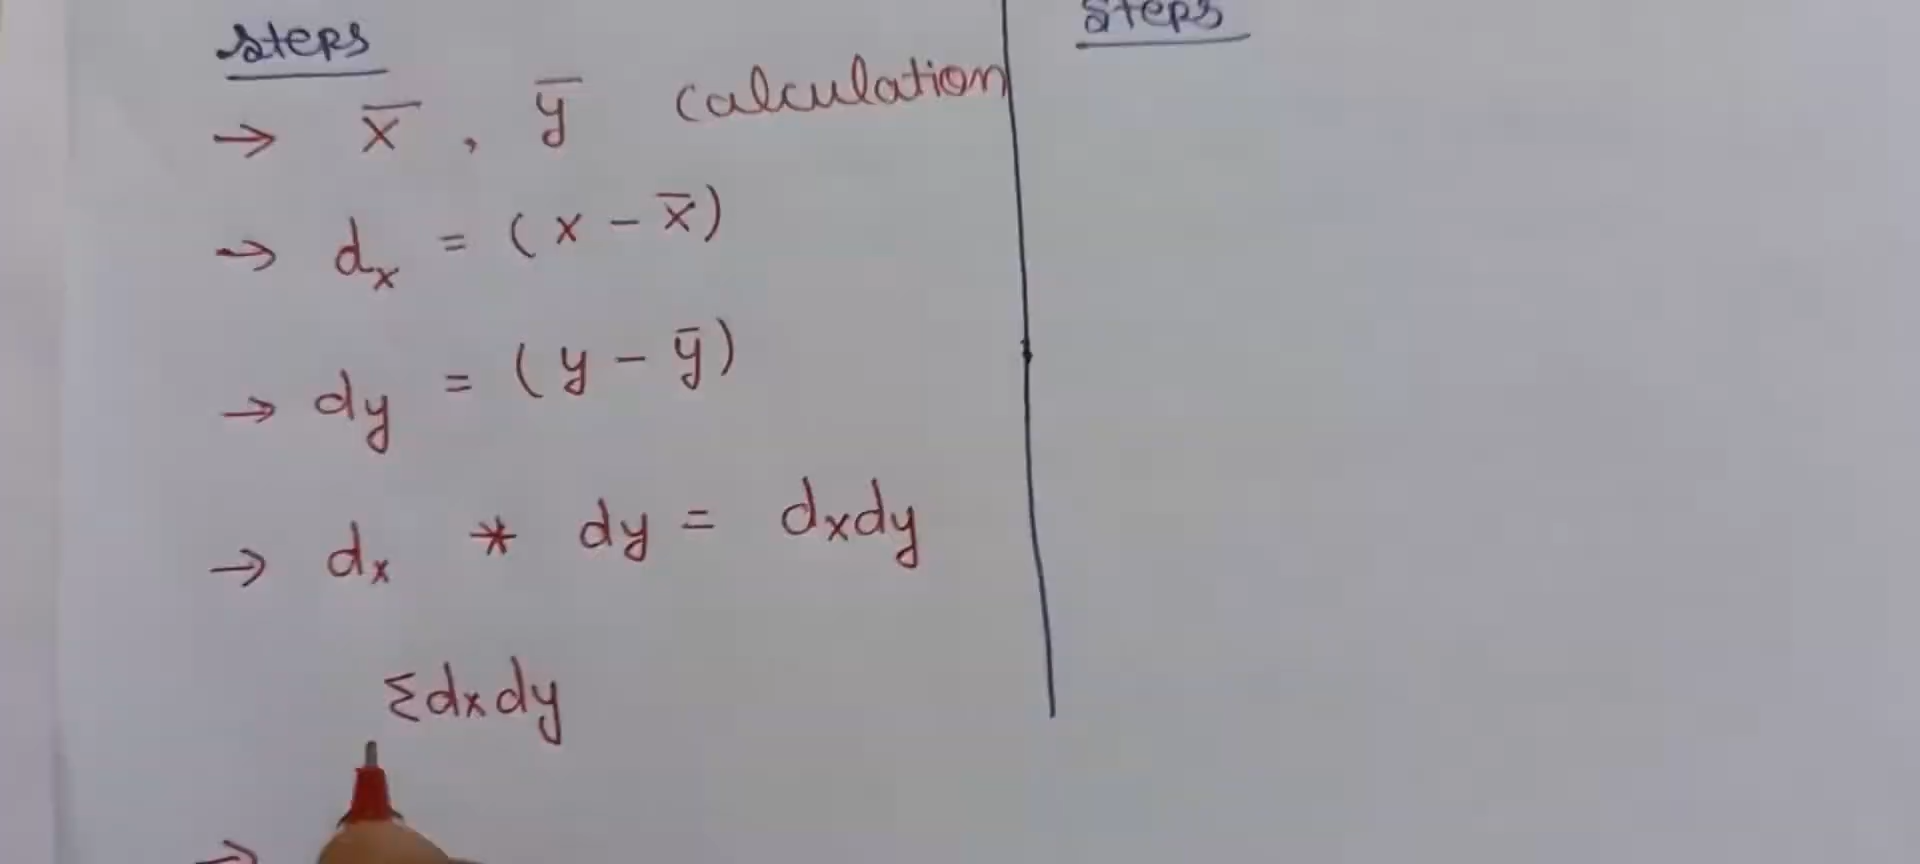 steps
→ x̅ , y̅ calculation
→ dx = (x - x̅)
→ dy = (y - y̅)
→ dx * dy = dxdy
Σdxdy
→
steps